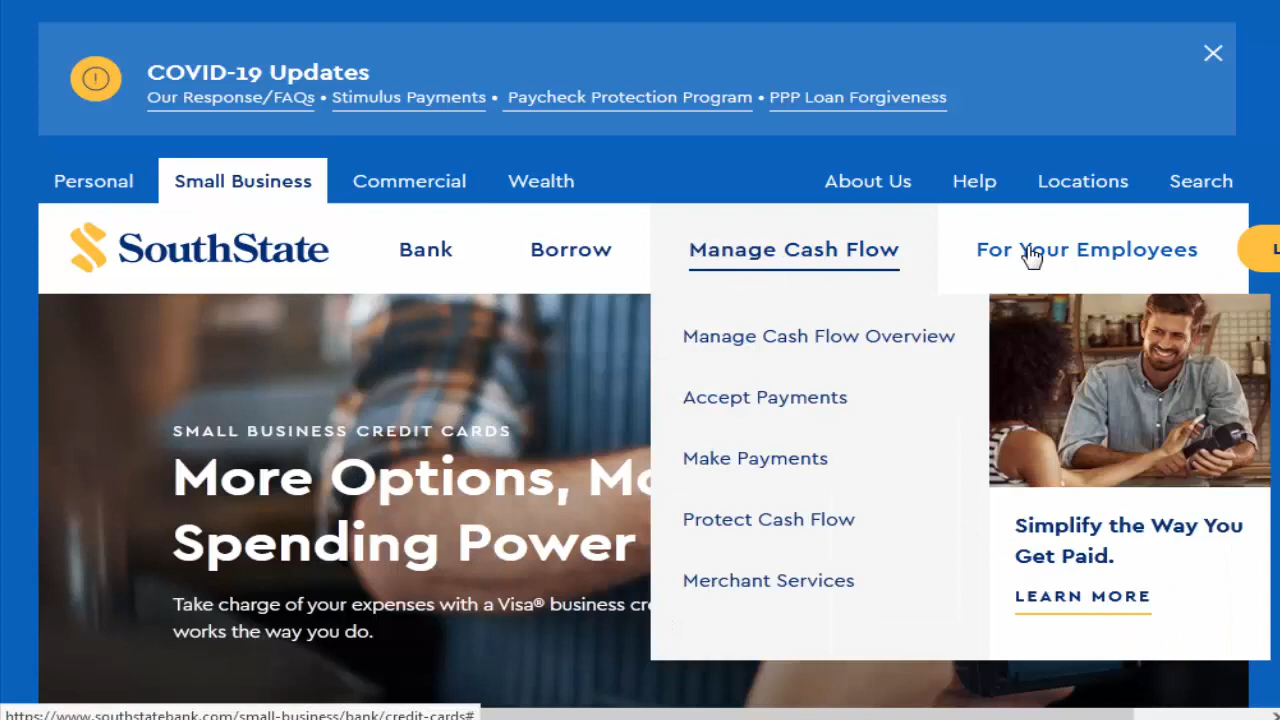 COVID-19 Updates
Our Response/FAQs • Stimulus Payments • Paycheck Protection Program • PPP Loan Forgiveness
Personal Small Business Commercial Wealth About Us Help Locations Search
SouthState Bank Borrow Manage Cash Flow For Your Employees L
Manage Cash Flow Overview
Accept Payments
SMALL BUSINESS CREDIT CARDS
Make Payments
More Options, Mo
Protect Cash Flow
Simplify the Way You
Get Paid.
Spending Power
Merchant Services
LEARN MORE
Take charge of your expenses with a Visa® business cre
works the way you do.
https://www.southstatebank.com/small-business/bank/credit-cards#